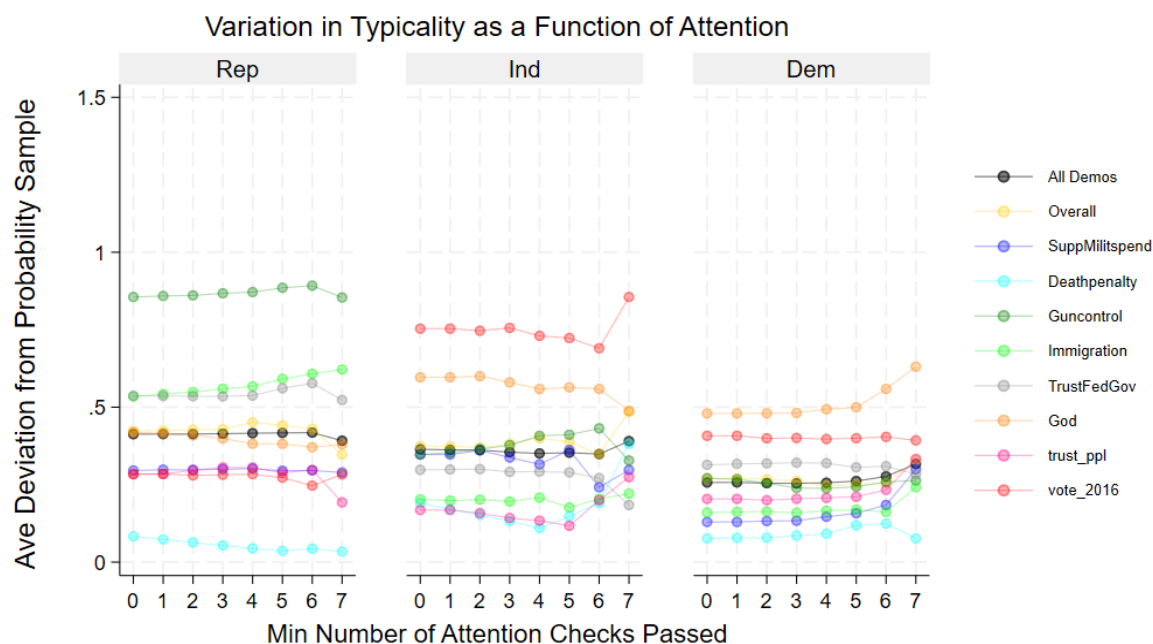 Variation in Typicality as a Function of Attention
Rep
Ind
Dem
Ave Deviation from Probability Sample
1.5
1
.5
0
0 1 2 3 4 5 6 7
0 1 2 3 4 5 6 7
0 1 2 3 4 5 6 7
Min Number of Attention Checks Passed
All Demos
Overall
SuppMilitspend
Deathpenalty
Guncontrol
Immigration
TrustFedGov
God
trust_ppl
vote_2016